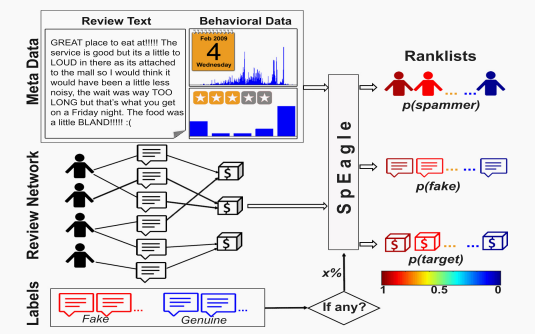 Review Text
Behavioral Data
Meta Data
GREAT place to eat at!!!!! The
service is good but its a little to
LOUD in there as its attached
to the mall so I would think it
would have been a little less
noisy, the wait was way TOO
LONG but that's what you get
on a Friday night. The food was
a little BLAND!!!!! :(
Feb 2009
4
Wednesday
Ranklists
p(spammer)
SpEagle
Review Network
$
$
$
... ...
p(fake)
$ $ ... ... $
p(target)
1 0.5 0
x%
If any?
Labels
...
Fake
...
Genuine